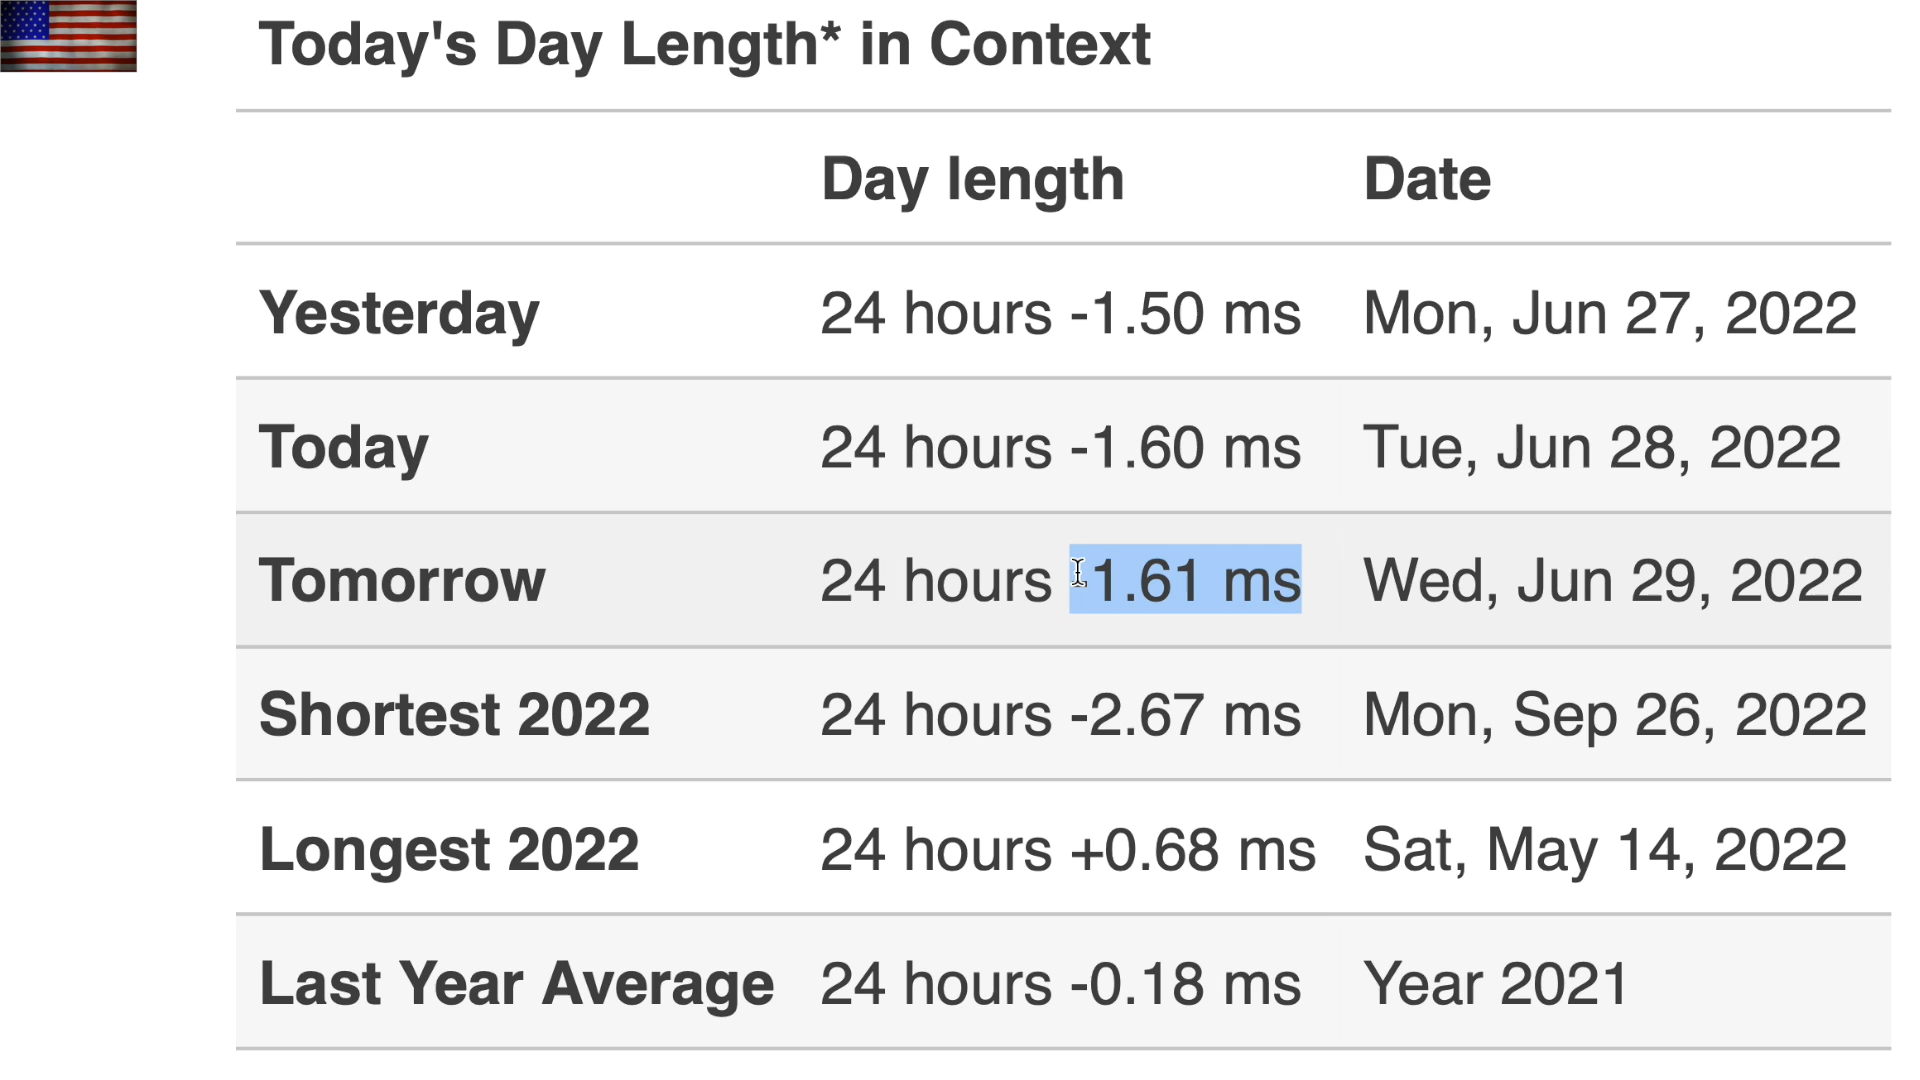 Today's Day Length* in Context
Day length Date
Yesterday 24 hours -1.50 ms Mon, Jun 27, 2022
Today 24 hours -1.60 ms Tue, Jun 28, 2022
Tomorrow 24 hours -1.61 ms Wed, Jun 29, 2022
Shortest 2022 24 hours -2.67 ms Mon, Sep 26, 2022
Longest 2022 24 hours +0.68 ms Sat, May 14, 2022
Last Year Average 24 hours -0.18 ms Year 2021